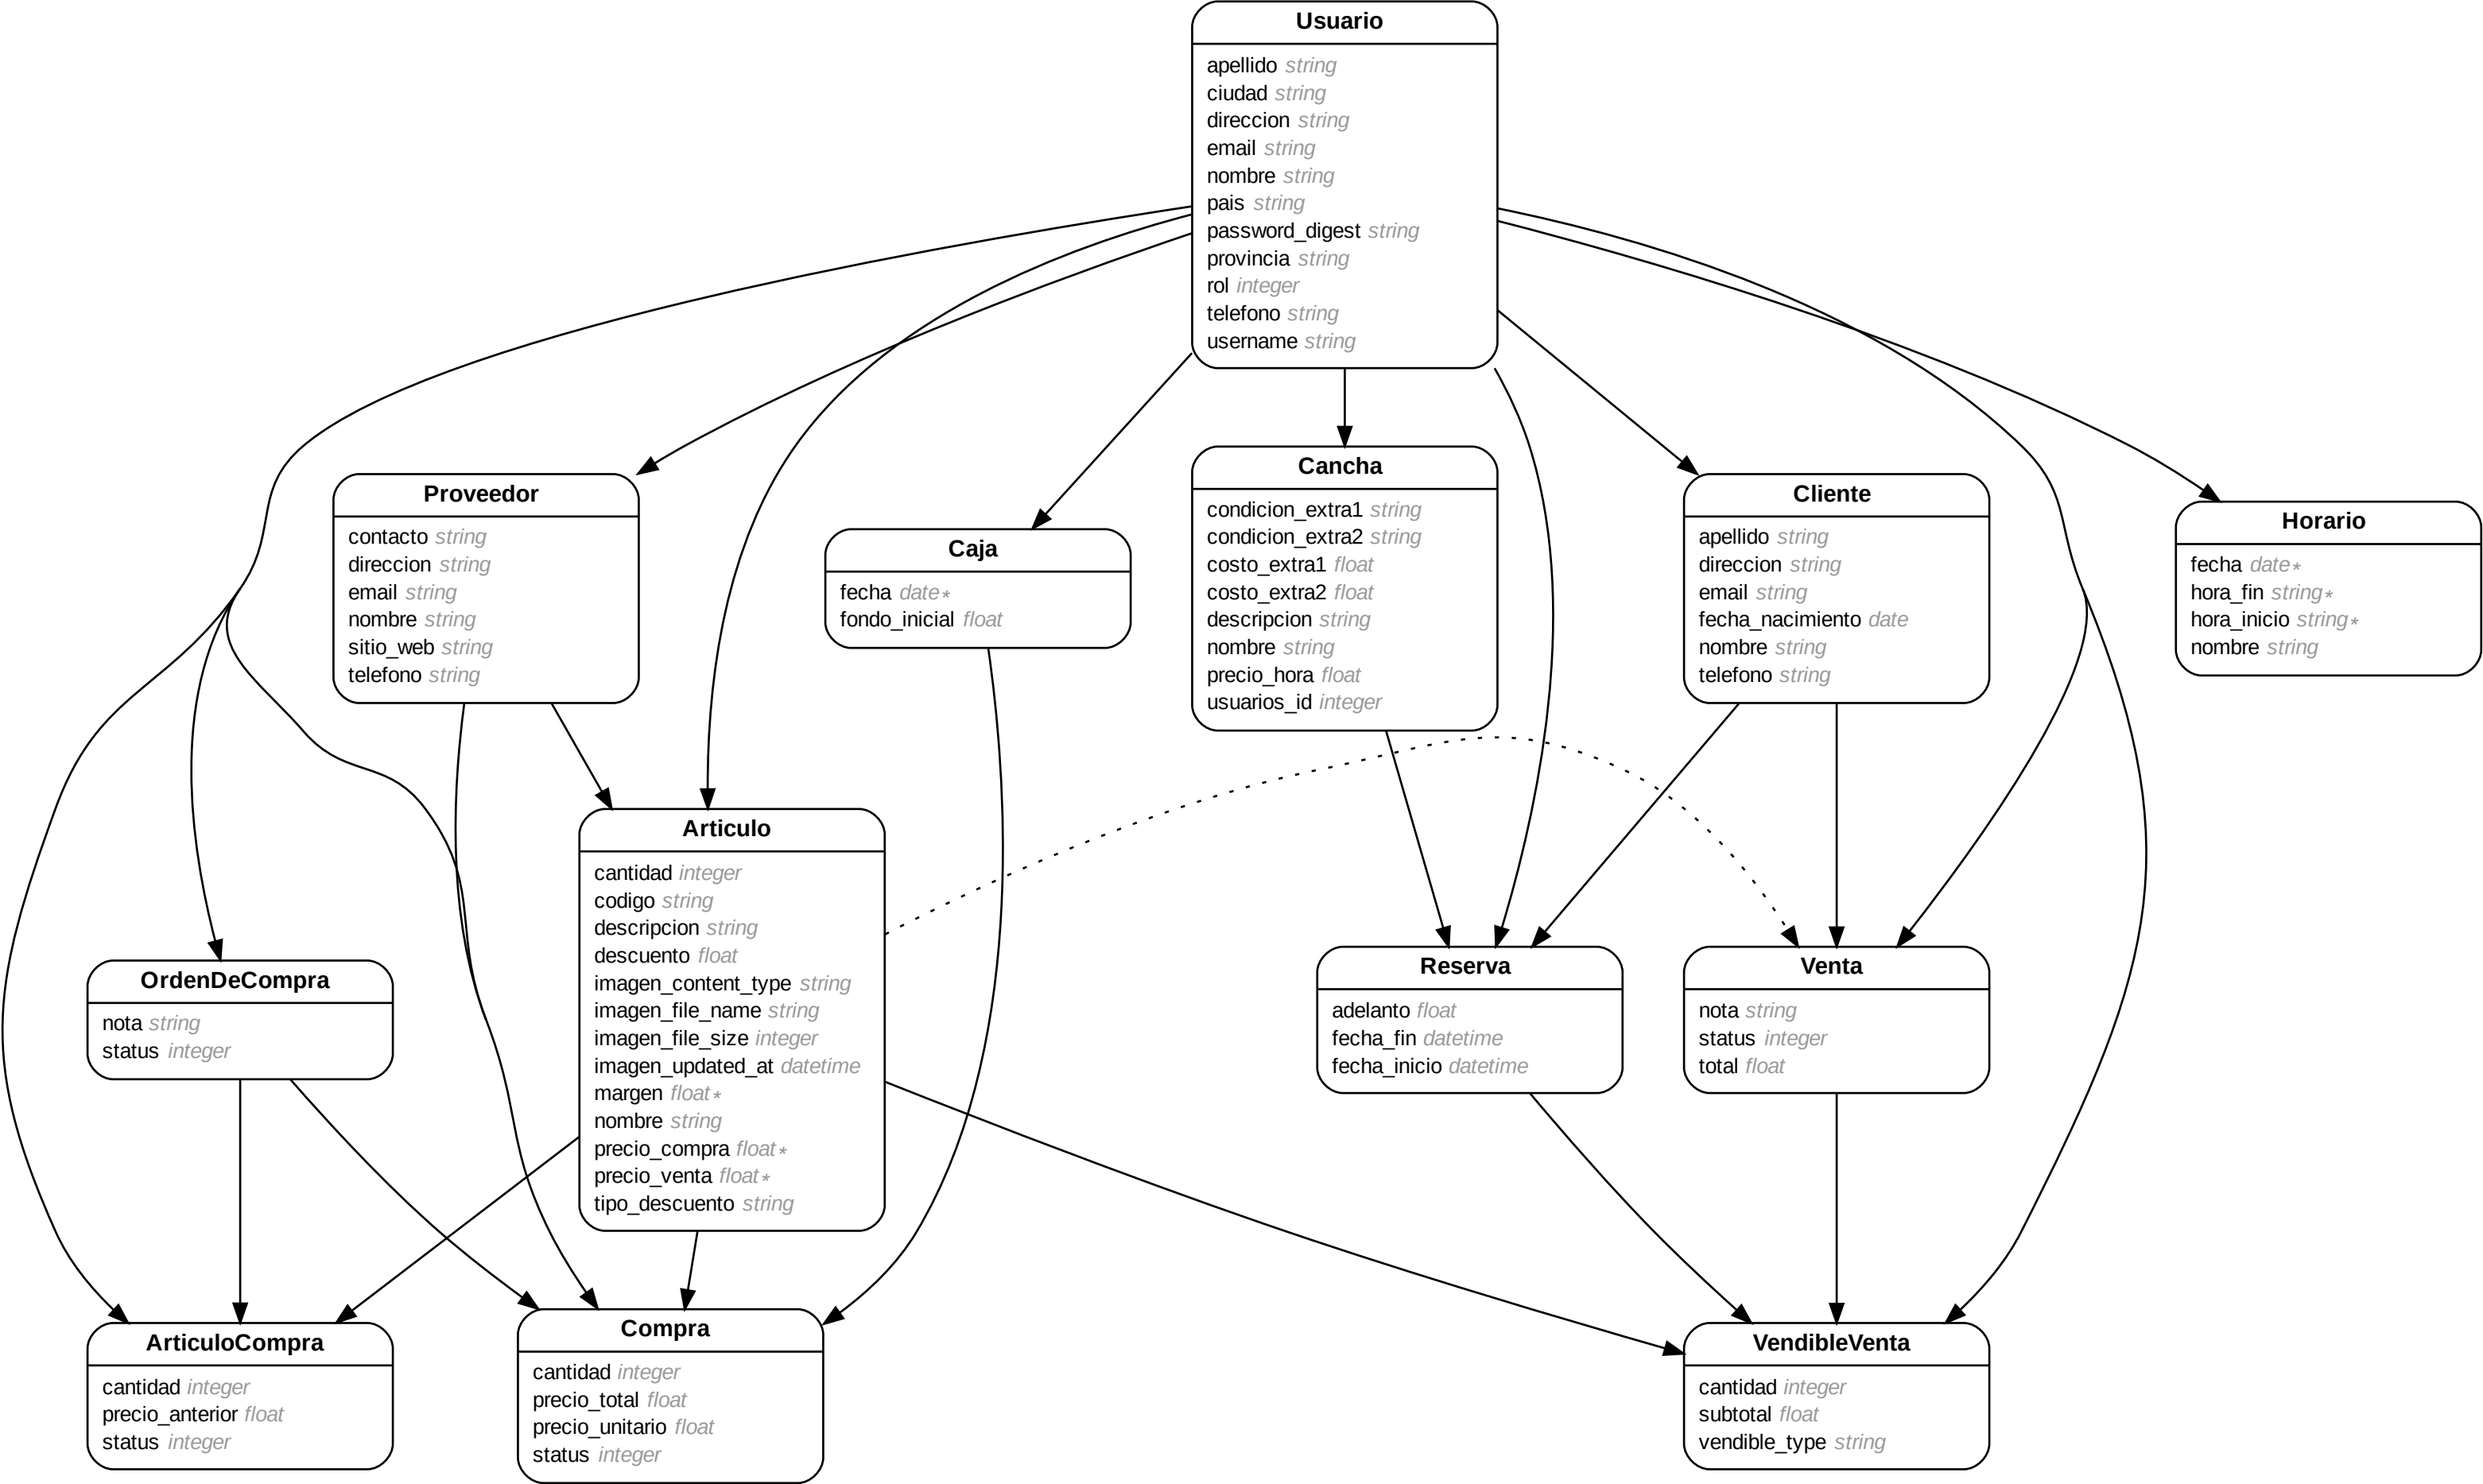 Usuario
apellido string
ciudad string
direccion string
email string
nombre string
pais string
password_digest string
provincia string
rol integer
telefono string
username string
Proveedor
contacto string
direccion string
email string
nombre string
sitio_web string
telefono string
Caja
fecha date*
fondo_inicial float
Cancha
condicion_extra1 string
condicion_extra2 string
costo_extra1 float
costo_extra2 float
descripcion string
nombre string
precio_hora float
usuarios_id integer
Cliente
apellido string
direccion string
email string
fecha_nacimiento date
nombre string
telefono string
Horario
fecha date*
hora_fin string*
hora_inicio string*
nombre string
Articulo
cantidad integer
codigo string
descripcion string
descuento float
imagen_content_type string
imagen_file_name string
imagen_file_size integer
imagen_updated_at datetime
margen float*
nombre string
precio_compra float*
precio_venta float*
tipo_descuento string
OrdenDeCompra
nota string
status integer
Reserva
adelanto float
fecha_fin datetime
fecha_inicio datetime
Venta
nota string
status integer
total float
ArticuloCompra
cantidad integer
precio_anterior float
status integer
Compra
cantidad integer
precio_total float
precio_unitario float
status integer
VendibleVenta
cantidad integer
subtotal float
vendible_type string